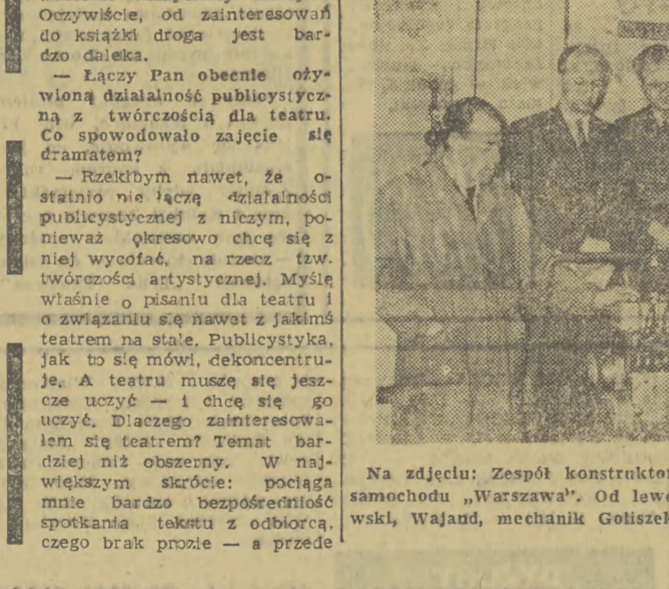 Oczywiście, od zainteresowań
do książki droga jest bar-
dzo daleka.
— Łączy Pan obecnie oży-
wioną działalność publicystycz-
ną z twórczością dla teatru.
Co spowodowało zajęcie się
dramatem?
— Rzekłbym nawet, że o-
statnio nie łączę działalności
publicystycznej z niczym, po-
nieważ okresowo chcę się z
niej wycofać, na rzecz tzw.
twórczości artystycznej. Myślę
właśnie o pisaniu dla teatru i
o związaniu się nawet z jakimś
teatrem na stałe. Publicystyka,
jak to się mówi, dekoncentru-
je. A teatru muszę się jesz-
cze uczyć — i chcę się go
uczyć. Dlaczego zainteresowa-
łem się teatrem? Temat bar-
dziej niż obszerny. W naj-
większym skrócie: pociąga
mnie bardzo bezpośredniość
spotkania tekstu z odbiorcą,
czego brak prozie — a przede
Na zdjęciu: Zespół konstruktor
samochodu „Warszawa". Od lewe
wski, Wajand, mechanik Goliszek